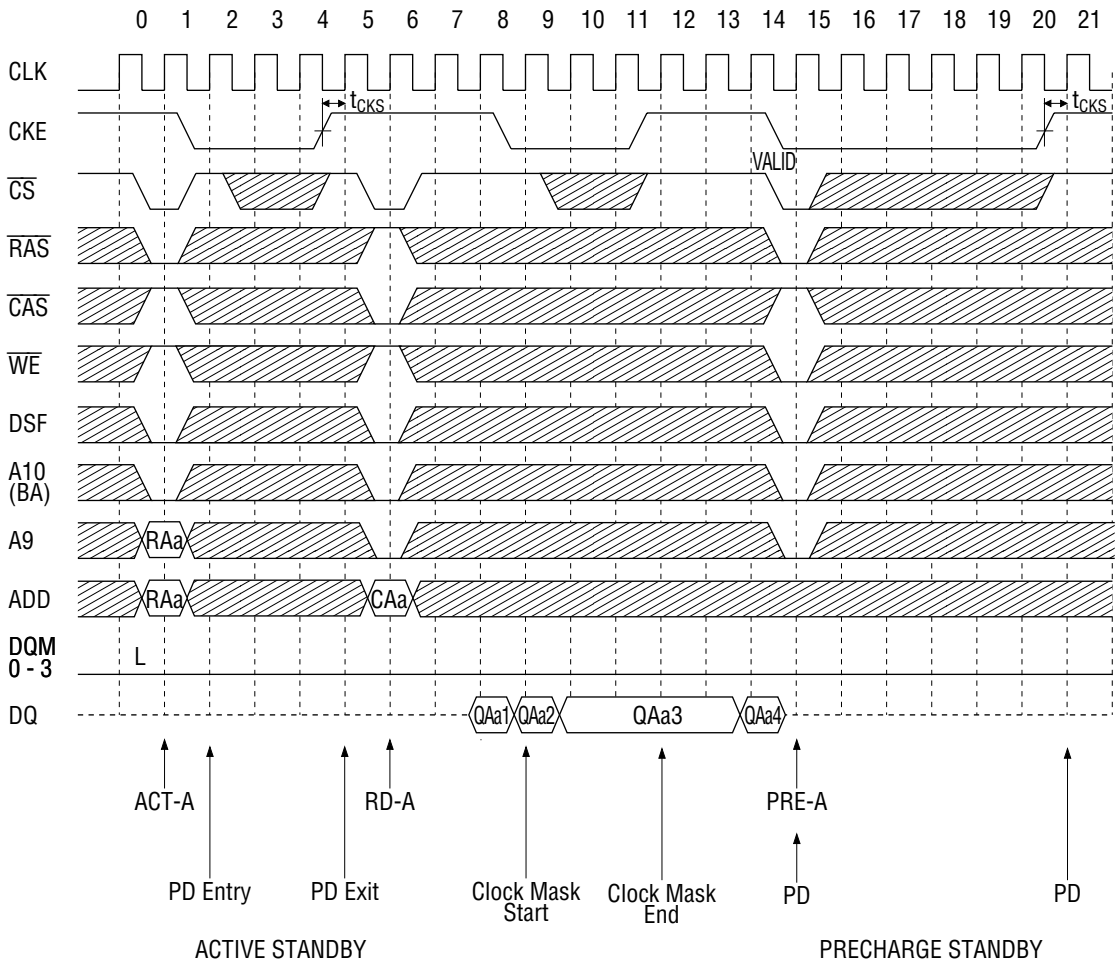 0 1 2 3 4 5 6 7 8 9 10 11 12 13 14 15 16 17 18 19 20 21
CLK
tCKS tCKS
CKE
VALID
CS
RAS
CAS
WE
DSF
A10
(BA)
A9 RAa
ADD RAa CAa
DQM
0 - 3 L
DQ QAa1 QAa2 QAa3 QAa4
ACT-A RD-A PRE-A
PD Entry PD Exit Clock Mask
Start Clock Mask
End PD PD
ACTIVE STANDBY PRECHARGE STANDBY